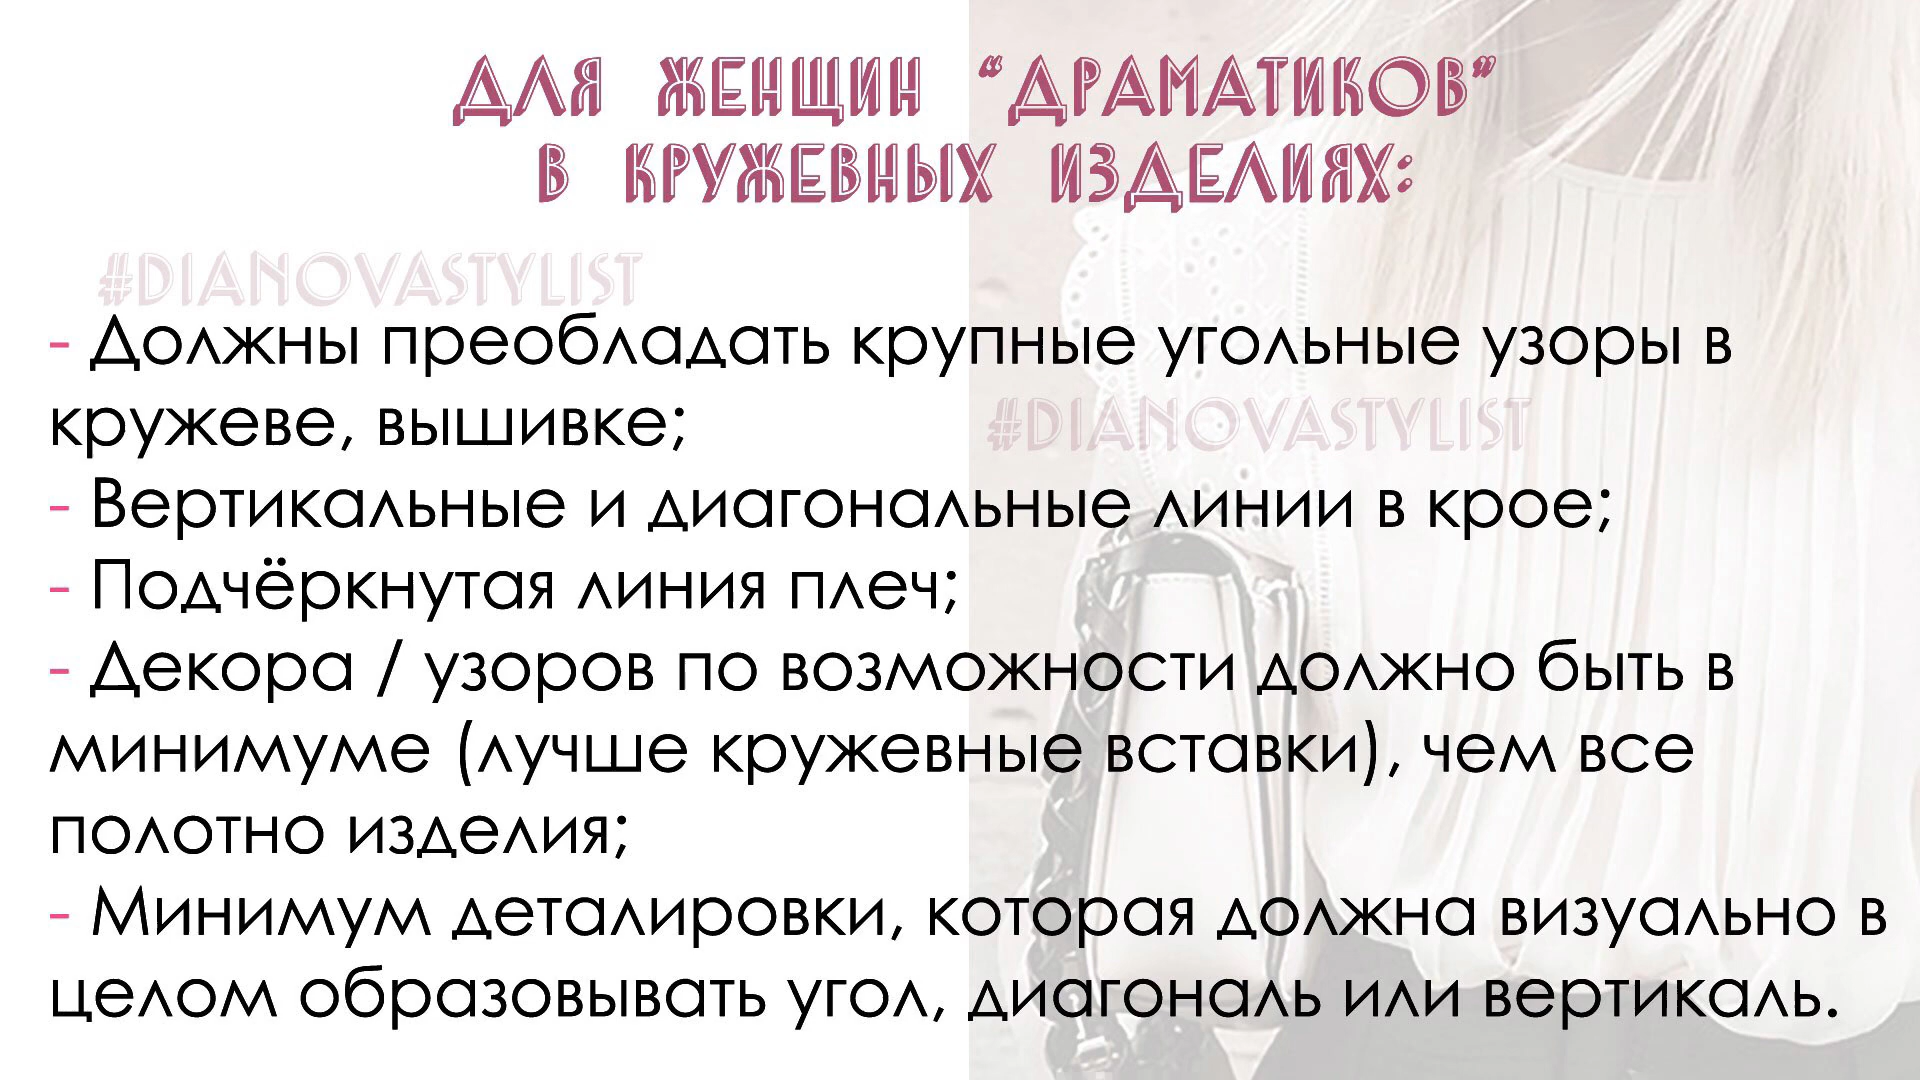 ДЛЯ ЖЕНЩИН “ДРАМАТИКОВ”
В КРУЖЕВНЫХ ИЗДЕЛИЯХ:
#DIANOVASTYLIST
- Должны преобладать крупные угольные узоры в
кружеве, вышивке;
#DIANOVASTYLIST
- Вертикальные и диагональные линии в крое;
- Подчёркнутая линия плеч;
- Декора / узоров по возможности должно быть в
минимуме (лучше кружевные вставки), чем все
полотно изделия;
- Минимум деталировки, которая должна визуально в
целом образовывать угол, диагональ или вертикаль.